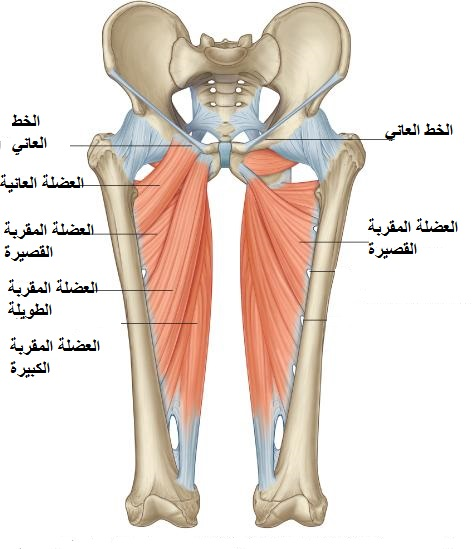 الخط
العاني
الخط العاني
العضلة العانية
العضلة المقربة
القصيرة
العضلة المقربة
القصيرة
العضلة المقربة
الطويلة
العضلة المقربة
الكبيرة